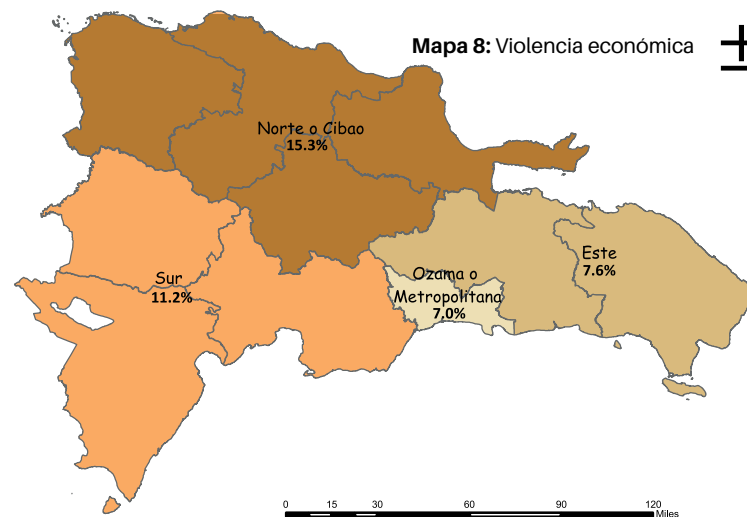 Mapa 8: Violencia económica
Norte o Cibao
15.3%
Este
7.6%
Sur
11.2%
Ozama o
Metropolitana
7.0%
0 15 30 60 90 120
Miles